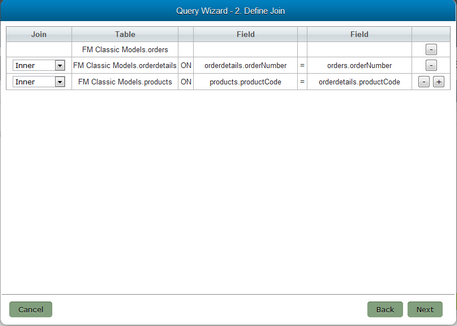 Query Wizard - 2. Define Join
Join Table Field Field
FM Classic Models.orders -
Inner FM Classic Models.orderdetails ON orderdetails.orderNumber = orders.orderNumber -
Inner FM Classic Models.products ON products.productCode = orderdetails.productCode - +
Cancel Back Next